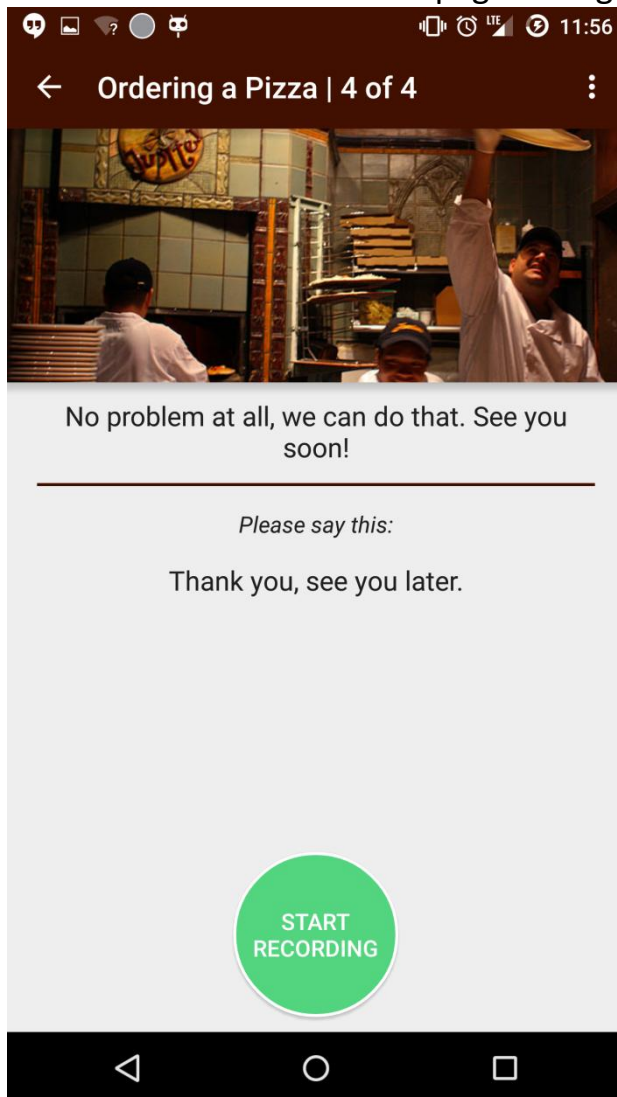 11:56
Ordering a Pizza | 4 of 4
Jupiter
No problem at all, we can do that. See you
soon!
Please say this:
Thank you, see you later.
START
RECORDING